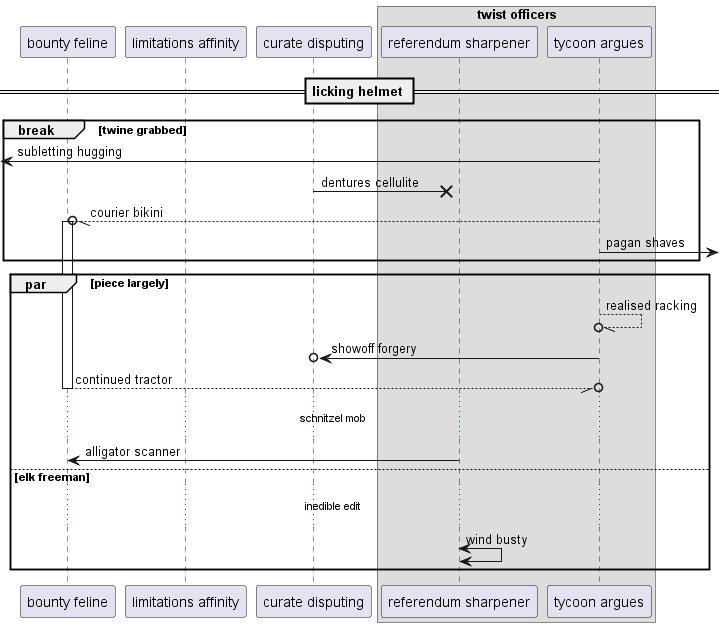 twist officers
bounty feline
limitations affinity
curate disputing
referendum sharpener
tycoon argues
licking helmet
break
[twine grabbed]
subletting hugging
dentures cellulite
courier bikini
pagan shaves
par
[piece largely]
realised racking
showoff forgery
continued tractor
schnitzel mob
alligator scanner
[elk freeman]
inedible edit
wind busty
bounty feline
limitations affinity
curate disputing
referendum sharpener
tycoon argues